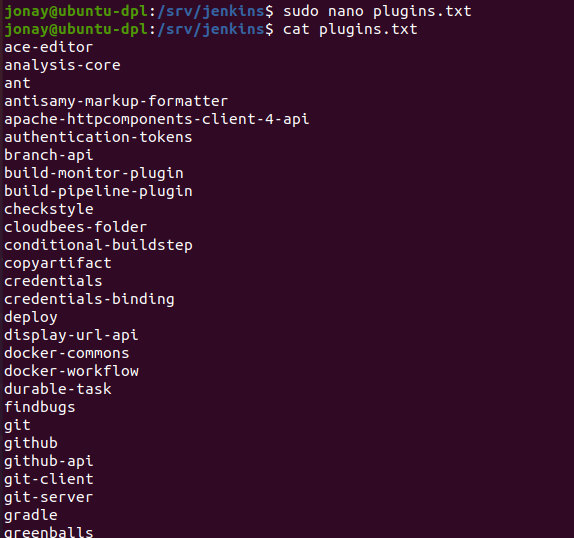 jonay@ubuntu-dpl:/srv/jenkins$ sudo nano plugins.txt
jonay@ubuntu-dpl:/srv/jenkins$ cat plugins.txt
ace-editor
analysis-core
ant
antisamy-markup-formatter
apache-httpcomponents-client-4-api
authentication-tokens
branch-api
build-monitor-plugin
build-pipeline-plugin
checkstyle
cloudbees-folder
conditional-buildstep
copyartifact
credentials
credentials-binding
deploy
display-url-api
docker-commons
docker-workflow
durable-task
findbugs
git
github
github-api
git-client
git-server
gradle
greenballs